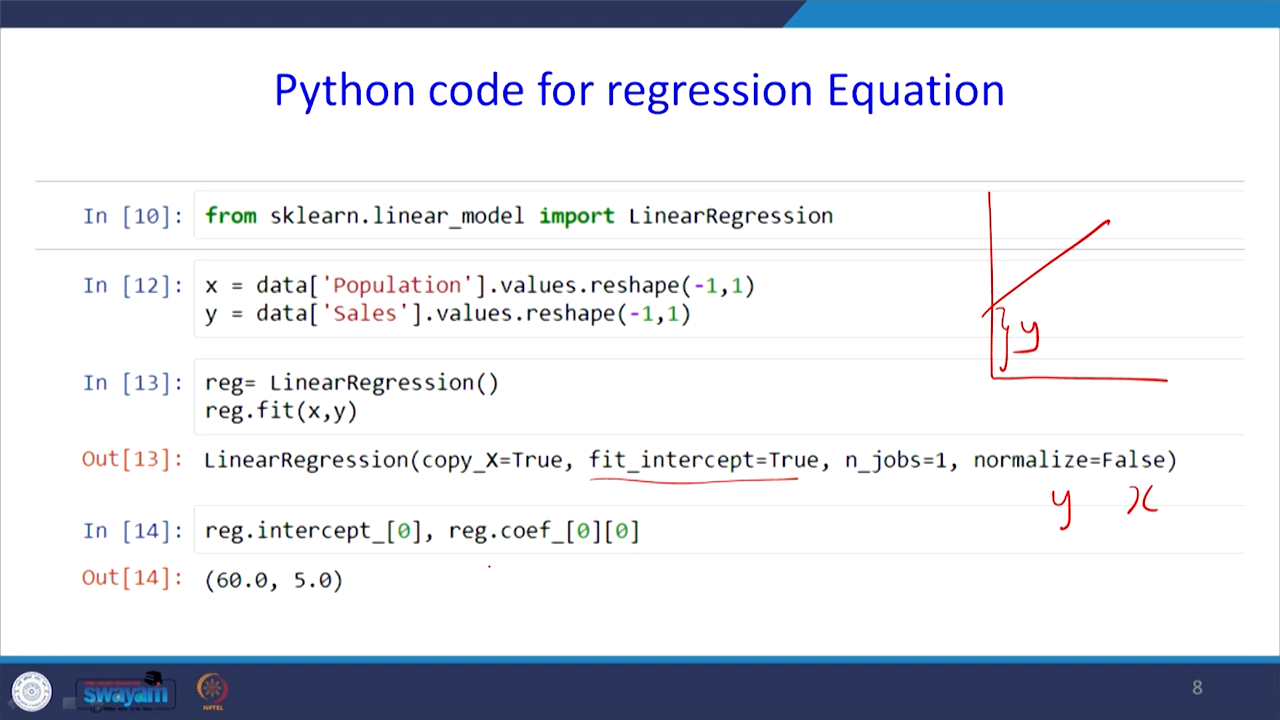 Python code for regression Equation
In [10]: from sklearn.linear_model import LinearRegression
In [12]: x = data['Population'].values.reshape(-1,1)
y = data['Sales'].values.reshape(-1,1)
y
In [13]: reg= LinearRegression()
reg.fit(x,y)
Out[13]: LinearRegression(copy_X=True, fit_intercept=True, n_jobs=1, normalize=False)
y x
In [14]: reg.intercept_[0], reg.coef_[0][0]
Out[14]: (60.0, 5.0)
swayam
NPTEL
8